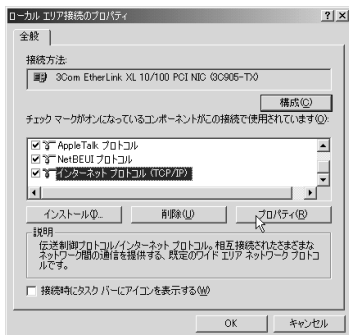 ローカル エリア接続のプロパティ
全般
接続方法:
3Com EtherLink XL 10/100 PCI NIC (3C905-TX)
構成(C)
チェック マークがオンになっているコンポーネントがこの接続で使用されています(O):
AppleTalk プロトコル
NetBEUI プロトコル
インターネット プロトコル (TCP/IP)
インストール(I)...
削除(U)
プロパティ(R)
説明
伝送制御プロトコル/インターネット プロトコル。相互接続されたさまざまな
ネットワーク間の通信を提供する、既定のワイド エリア ネットワーク プロトコ
ルです。
接続時にタスク バーにアイコンを表示する(W)
OK
キャンセル